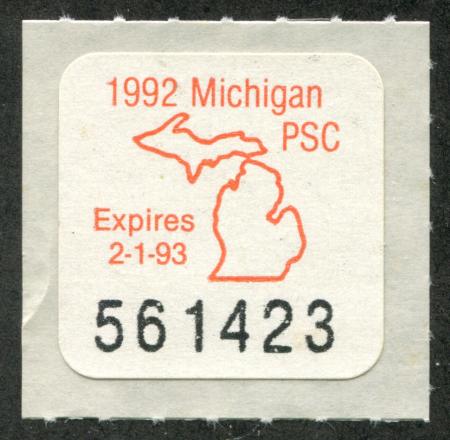 1992 Michigan
PSC
Expires
2-1-93
561423